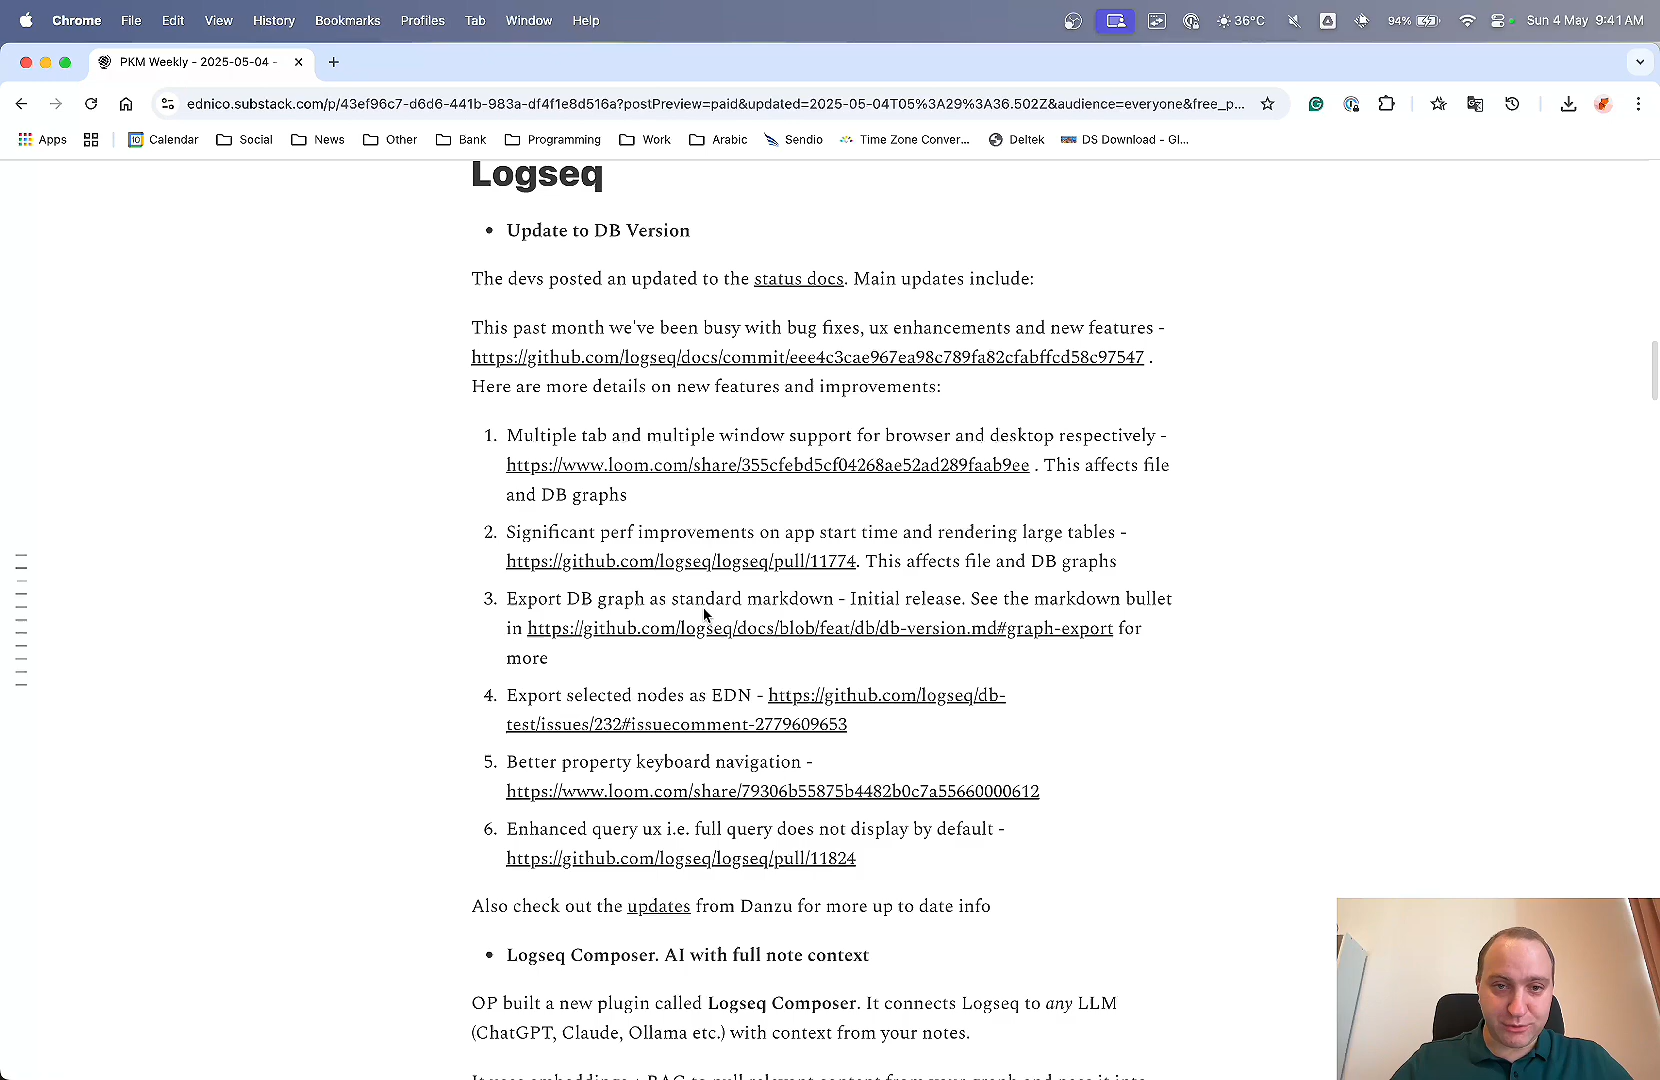 Chrome File Edit View History Bookmarks Profiles Tab Window Help 36°C 94% Sun 4 May 9:41 AM
PKM Weekly - 2025-05-04 -
ednico.substack.com/p/43ef96c7-d6d6-441b-983a-df4f1e8d516a?postPreview=paid&updated=2025-05-04T05%3A29%3A36.502Z&audience=everyone&free_p...
Apps 10 Calendar Social News Other Bank Programming Work Arabic Sendio Time Zone Conver... Deltek DS Download - Gl...
Logseq
• Update to DB Version
The devs posted an updated to the status docs. Main updates include:
This past month we've been busy with bug fixes, ux enhancements and new features -
https://github.com/logseq/docs/commit/eee4c3cae967ea98c789fa82cfabffcd58c97547 .
Here are more details on new features and improvements:
1. Multiple tab and multiple window support for browser and desktop respectively -
https://www.loom.com/share/355cfebd5cf04268ae52ad289faab9ee . This affects file
and DB graphs
2. Significant perf improvements on app start time and rendering large tables -
https://github.com/logseq/logseq/pull/11774. This affects file and DB graphs
3. Export DB graph as standard markdown - Initial release. See the markdown bullet
in https://github.com/logseq/docs/blob/feat/db/db-version.md#graph-export for
more
4. Export selected nodes as EDN - https://github.com/logseq/db-
test/issues/232#issuecomment-2779609653
5. Better property keyboard navigation -
https://www.loom.com/share/79306b55875b4482b0c7a55660000612
6. Enhanced query ux i.e. full query does not display by default -
https://github.com/logseq/logseq/pull/11824
Also check out the updates from Danzu for more up to date info
• Logseq Composer. AI with full note context
OP built a new plugin called Logseq Composer. It connects Logseq to any LLM
(ChatGPT, Claude, Ollama etc.) with context from your notes.